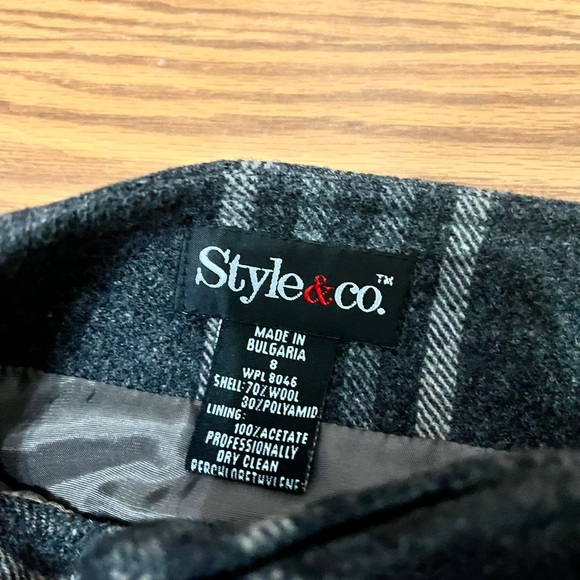 Style&co.™
MADE IN
BULGARIA
8
WPL 8046
SHELL: 70% WOOL
30% POLYAMID
LINING:
100% ACETATE
PROFESSIONALLY
DRY CLEAN
PERCHLORETHYLENE